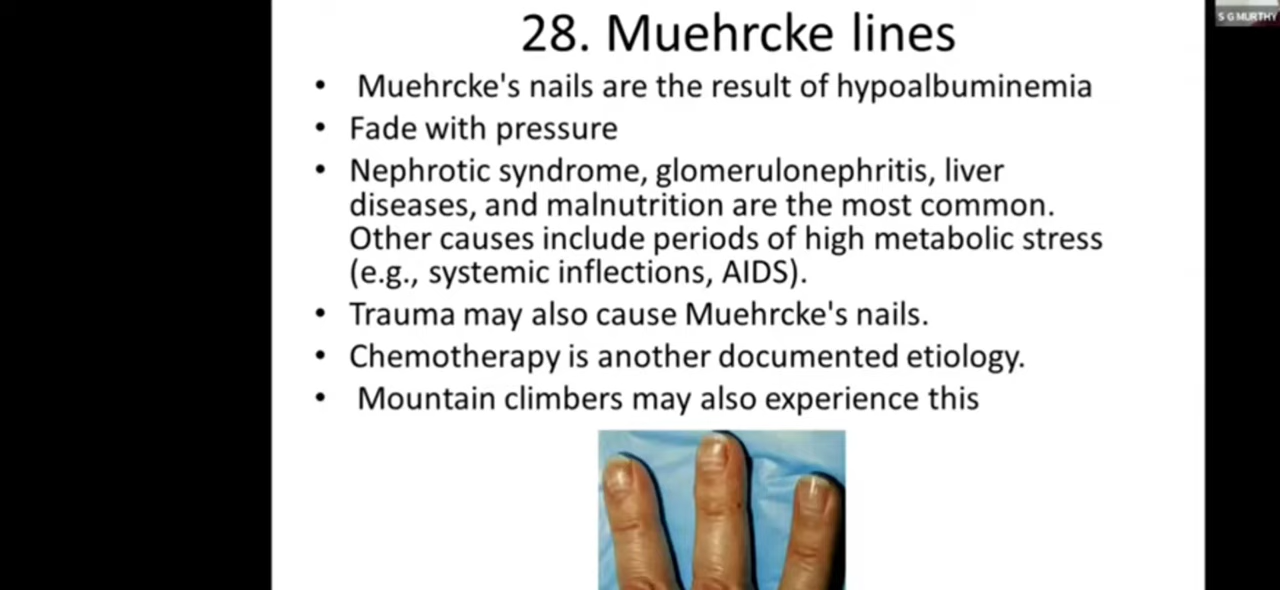 S G MURTHY
28. Muehrcke lines
• Muehrcke's nails are the result of hypoalbuminemia
• Fade with pressure
• Nephrotic syndrome, glomerulonephritis, liver
diseases, and malnutrition are the most common.
Other causes include periods of high metabolic stress
(e.g., systemic inflections, AIDS).
• Trauma may also cause Muehrcke's nails.
• Chemotherapy is another documented etiology.
• Mountain climbers may also experience this